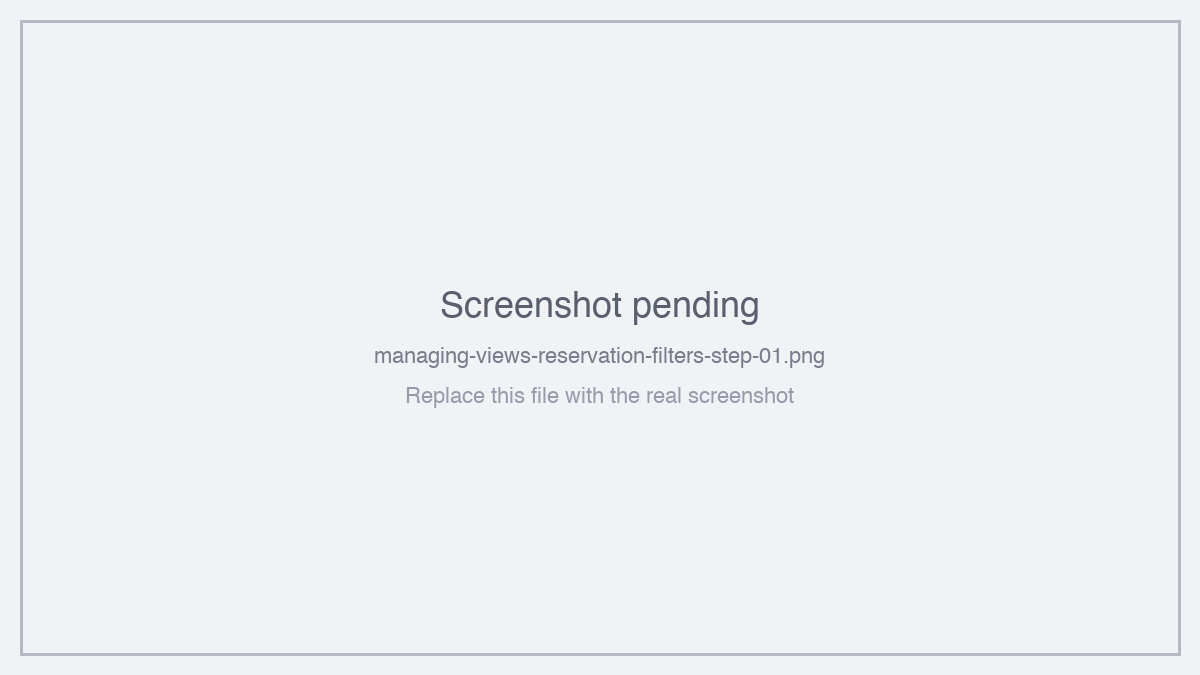 Screenshot pending
managing-views-reservation-filters-step-01.png
Replace this file with the real screenshot